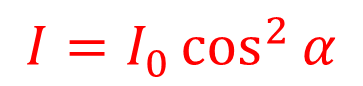 I = I₀ cos² α